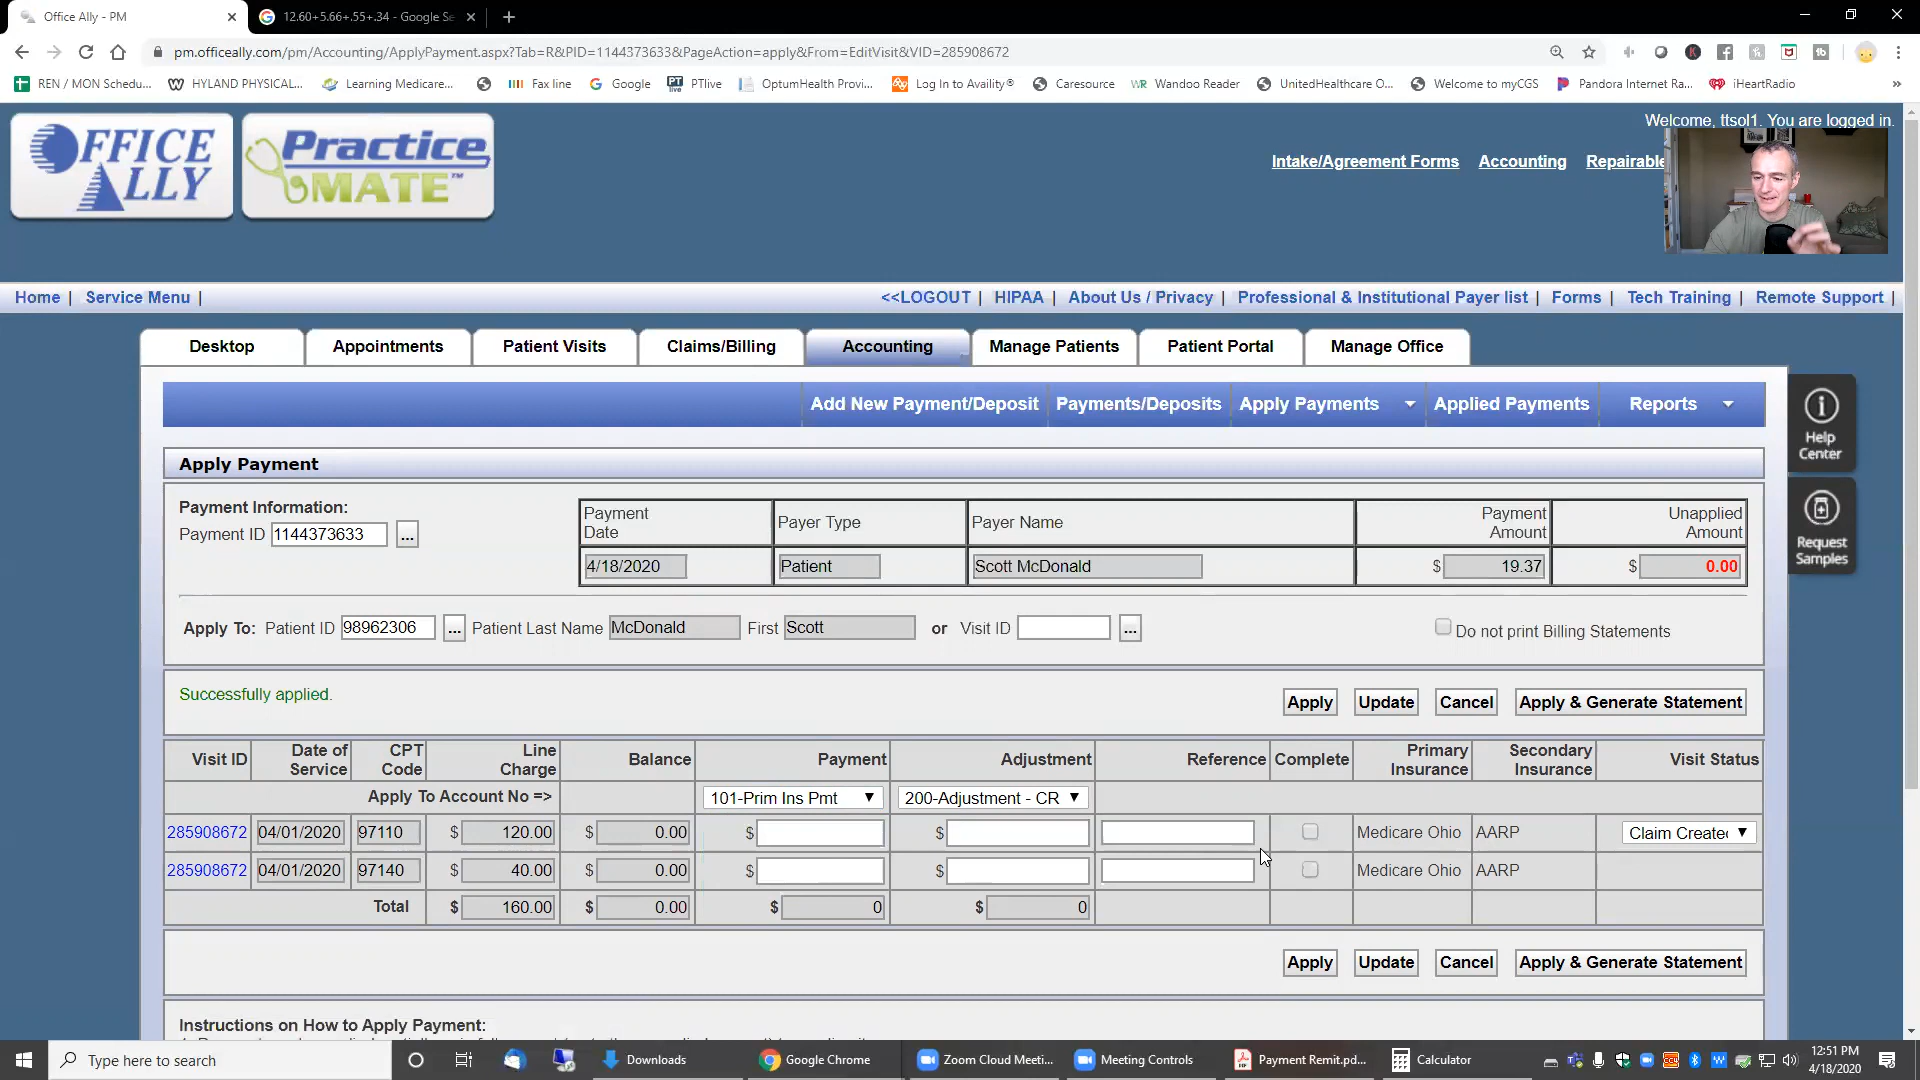 Office Ally - PM
12.60+5.66+.55+.34 - Google Se
pm.officeally.com/pm/Accounting/ApplyPayment.aspx?Tab=R&PID=1144373633&PageAction=apply&From=EditVisit&VID=285908672
REN / MON Schedu... HYLAND PHYSICAL... Learning Medicare... Fax line Google PTlive OptumHealth Provi... Log In to Availity® Caresource Wandoo Reader UnitedHealthcare O... Welcome to myCGS Pandora Internet Ra... iHeartRadio
Welcome, ttsol1. You are logged in.
OFFICE ALLY
Practice MATE™
Intake/Agreement Forms Accounting Repairable
Home | Service Menu | <<LOGOUT | HIPAA | About Us / Privacy | Professional & Institutional Payer list | Forms | Tech Training | Remote Support |
Desktop Appointments Patient Visits Claims/Billing Accounting Manage Patients Patient Portal Manage Office
Add New Payment/Deposit Payments/Deposits Apply Payments Applied Payments Reports
Help Center
Request Samples
Apply Payment
Payment Information:
Payment ID 1144373633 ...
Payment Date Payer Type Payer Name Payment Amount Unapplied Amount
4/18/2020 Patient Scott McDonald $ 19.37 $ 0.00
Apply To: Patient ID 98962306 ... Patient Last Name McDonald First Scott or Visit ID ... Do not print Billing Statements
Successfully applied.
Apply Update Cancel Apply & Generate Statement
Visit ID Date of Service CPT Code Line Charge Balance Payment Adjustment Reference Complete Primary Insurance Secondary Insurance Visit Status
Apply To Account No => 101-Prim Ins Pmt 200-Adjustment - CR
285908672 04/01/2020 97110 $ 120.00 $ 0.00 $ $ Medicare Ohio AARP Claim Create
285908672 04/01/2020 97140 $ 40.00 $ 0.00 $ $ Medicare Ohio AARP
Total $ 160.00 $ 0.00 $ 0 $ 0
Apply Update Cancel Apply & Generate Statement
Instructions on How to Apply Payment:
Type here to search
Downloads Google Chrome Zoom Cloud Meeti... Meeting Controls Payment Remit.pd... Calculator
12:51 PM
4/18/2020